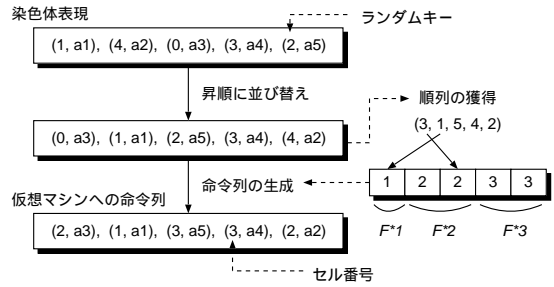 染色体表現
ランダムキー
(1, a1), (4, a2), (0, a3), (3, a4), (2, a5)
昇順に並び替え
順列の獲得
(0, a3), (1, a1), (2, a5), (3, a4), (4, a2)
(3, 1, 5, 4, 2)
命令列の生成
1 2 2 3 3
仮想マシンへの命令列
F*1 F*2 F*3
(2, a3), (1, a1), (3, a5), (3, a4), (2, a2)
セル番号